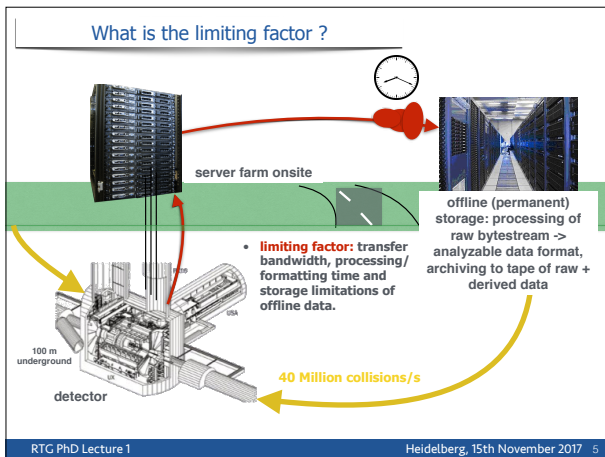 What is the limiting factor ?
server farm onsite
offline (permanent)
storage: processing of
raw bytestream ->
analyzable data format,
archiving to tape of raw +
derived data
• limiting factor: transfer
bandwidth, processing/
formatting time and
storage limitations of
offline data.
USA
UX
100 m
underground
40 Million collisions/s
detector
RTG PhD Lecture 1
Heidelberg, 15th November 2017 5